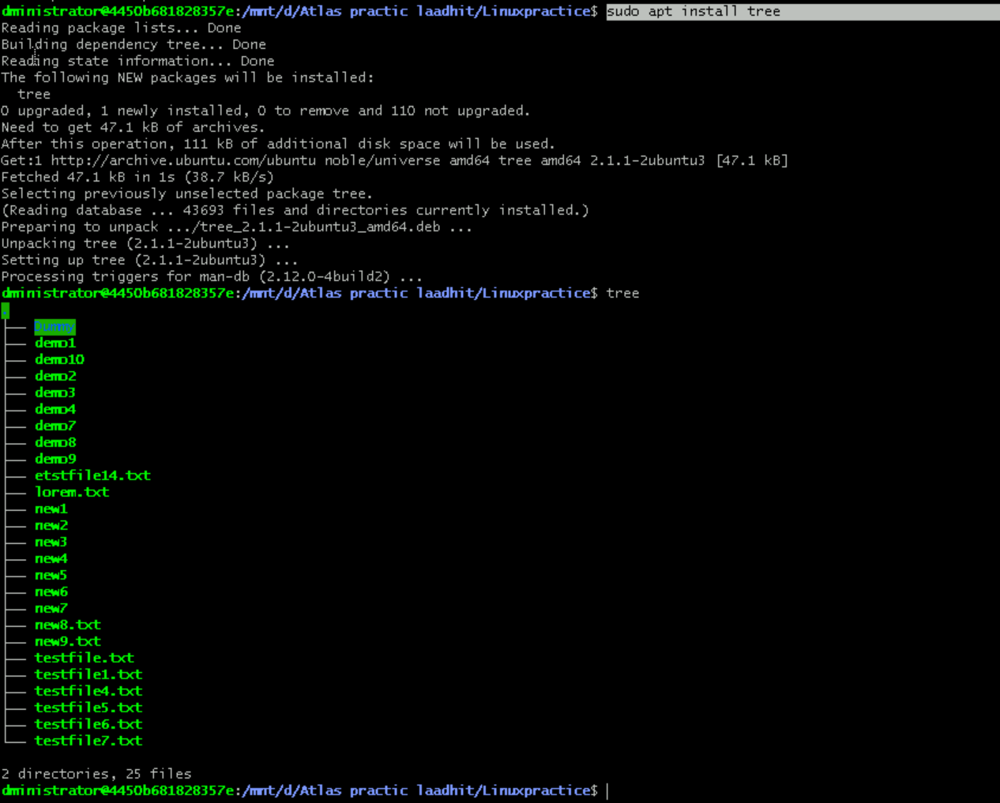 dministrator@4450b681828357e:/mnt/d/Atlas practic laadhit/Linuxpractice$ sudo apt install tree
Reading package lists... Done
Building dependency tree... Done
Reading state information... Done
The following NEW packages will be installed:
  tree
0 upgraded, 1 newly installed, 0 to remove and 110 not upgraded.
Need to get 47.1 kB of archives.
After this operation, 111 kB of additional disk space will be used.
Get:1 http://archive.ubuntu.com/ubuntu noble/universe amd64 tree amd64 2.1.1-2ubuntu3 [47.1 kB]
Fetched 47.1 kB in 1s (38.7 kB/s)
Selecting previously unselected package tree.
(Reading database ... 43693 files and directories currently installed.)
Preparing to unpack .../tree_2.1.1-2ubuntu3_amd64.deb ...
Unpacking tree (2.1.1-2ubuntu3) ...
Setting up tree (2.1.1-2ubuntu3) ...
Processing triggers for man-db (2.12.0-4build2) ...
dministrator@4450b681828357e:/mnt/d/Atlas practic laadhit/Linuxpractice$ tree
.
├── Dummy
├── demo1
├── demo10
├── demo2
├── demo3
├── demo4
├── demo7
├── demo8
├── demo9
├── etstfile14.txt
├── lorem.txt
├── new1
├── new2
├── new3
├── new4
├── new5
├── new6
├── new7
├── new8.txt
├── new9.txt
├── testfile.txt
├── testfile1.txt
├── testfile4.txt
├── testfile5.txt
├── testfile6.txt
└── testfile7.txt
2 directories, 25 files
dministrator@4450b681828357e:/mnt/d/Atlas practic laadhit/Linuxpractice$